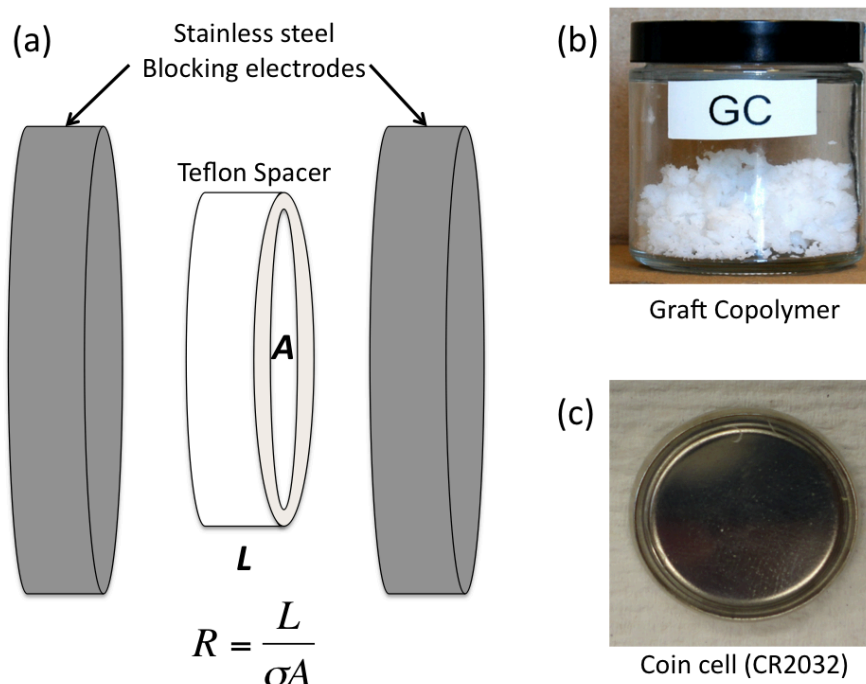 (a)
Stainless steel
Blocking electrodes
Teflon Spacer
A
L
R = L / σA
(b)
GC
Graft Copolymer
(c)
Coin cell (CR2032)